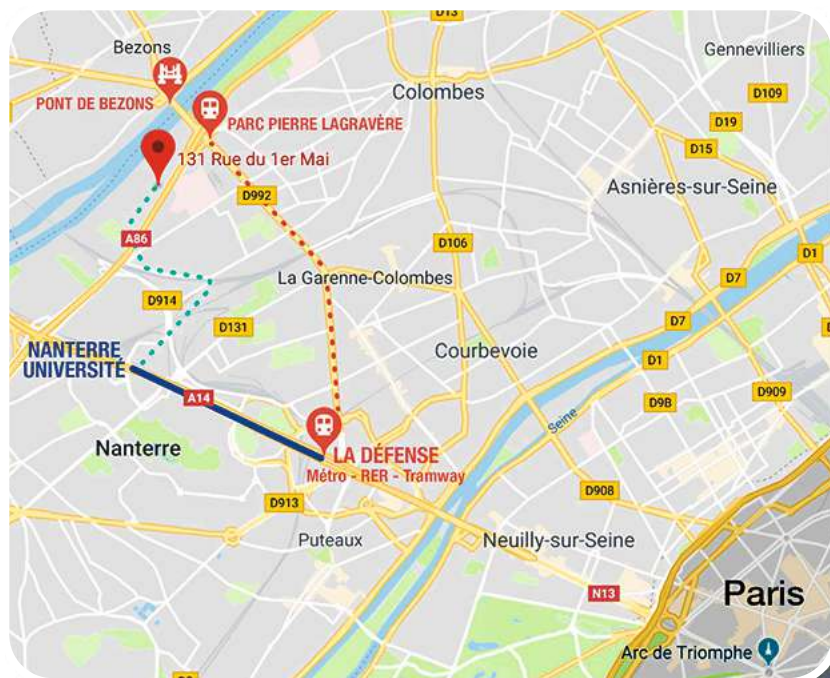 D13
Bezons
Gennevilliers
PONT DE BEZONS
Colombes
D109
PARC PIERRE LAGRAVÈRE
D19
D15
131 Rue du 1er Mai
Asnières-sur-Seine
D992
A86
D106
D1
La Garenne-Colombes
D7
D914
D131
D7
NANTERRE
UNIVERSITÉ
Courbevoie
D1
A14
D909
D9B
Seine
Nanterre
LA DÉFENSE
Métro - RER - Tramway
D913
D908
Puteaux
Neuilly-sur-Seine
N13
Paris
Arc de Triomphe